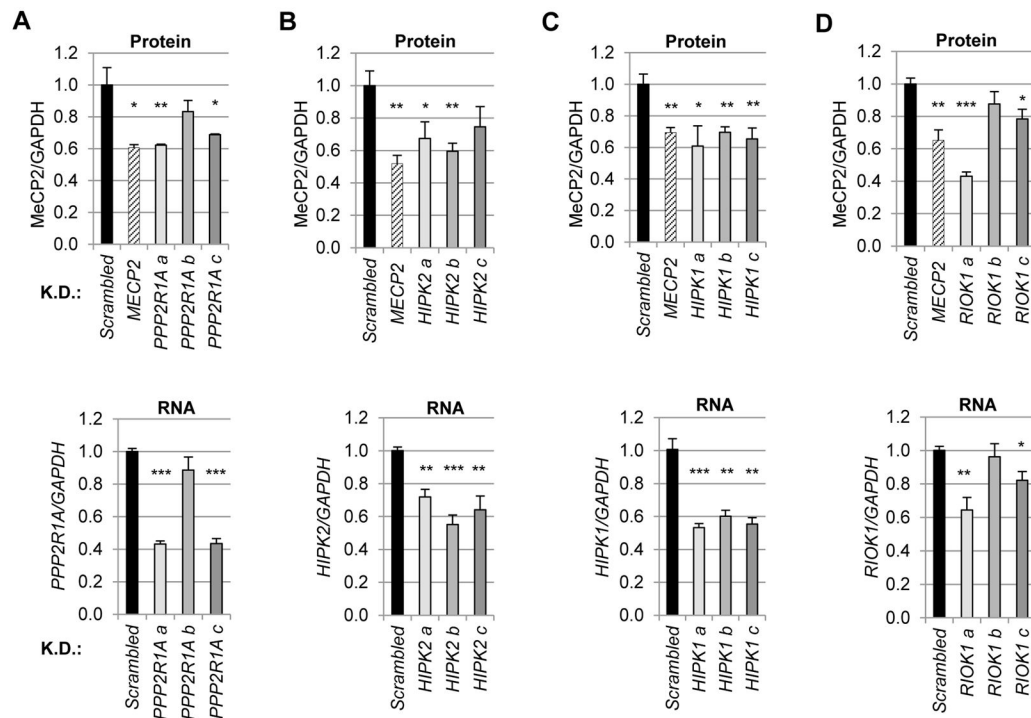 A
B
C
D
Protein
Protein
Protein
Protein
MeCP2/GAPDH
1.2
1.0
0.8
0.6
0.4
0.2
0.0
* ** *
K.D.:
Scrambled
MECP2
PPP2R1A a
PPP2R1A b
PPP2R1A c
MeCP2/GAPDH
1.2
1.0
0.8
0.6
0.4
0.2
0.0
** * **
Scrambled
MECP2
HIPK2 a
HIPK2 b
HIPK2 c
MeCP2/GAPDH
1.2
1.0
0.8
0.6
0.4
0.2
0.0
** * ** **
Scrambled
MECP2
HIPK1 a
HIPK1 b
HIPK1 c
MeCP2/GAPDH
1.2
1.0
0.8
0.6
0.4
0.2
0.0
** *** *
Scrambled
MECP2
RIOK1 a
RIOK1 b
RIOK1 c
RNA
RNA
RNA
RNA
PPP2R1A/GAPDH
1.2
1.0
0.8
0.6
0.4
0.2
0.0
*** ***
K.D.:
Scrambled
PPP2R1A a
PPP2R1A b
PPP2R1A c
HIPK2/GAPDH
1.2
1.0
0.8
0.6
0.4
0.2
0.0
** *** **
Scrambled
HIPK2 a
HIPK2 b
HIPK2 c
HIPK1/GAPDH
1.2
1.0
0.8
0.6
0.4
0.2
0.0
*** ** **
Scrambled
HIPK1 a
HIPK1 b
HIPK1 c
RIOK1/GAPDH
1.2
1.0
0.8
0.6
0.4
0.2
0.0
** *
Scrambled
RIOK1 a
RIOK1 b
RIOK1 c